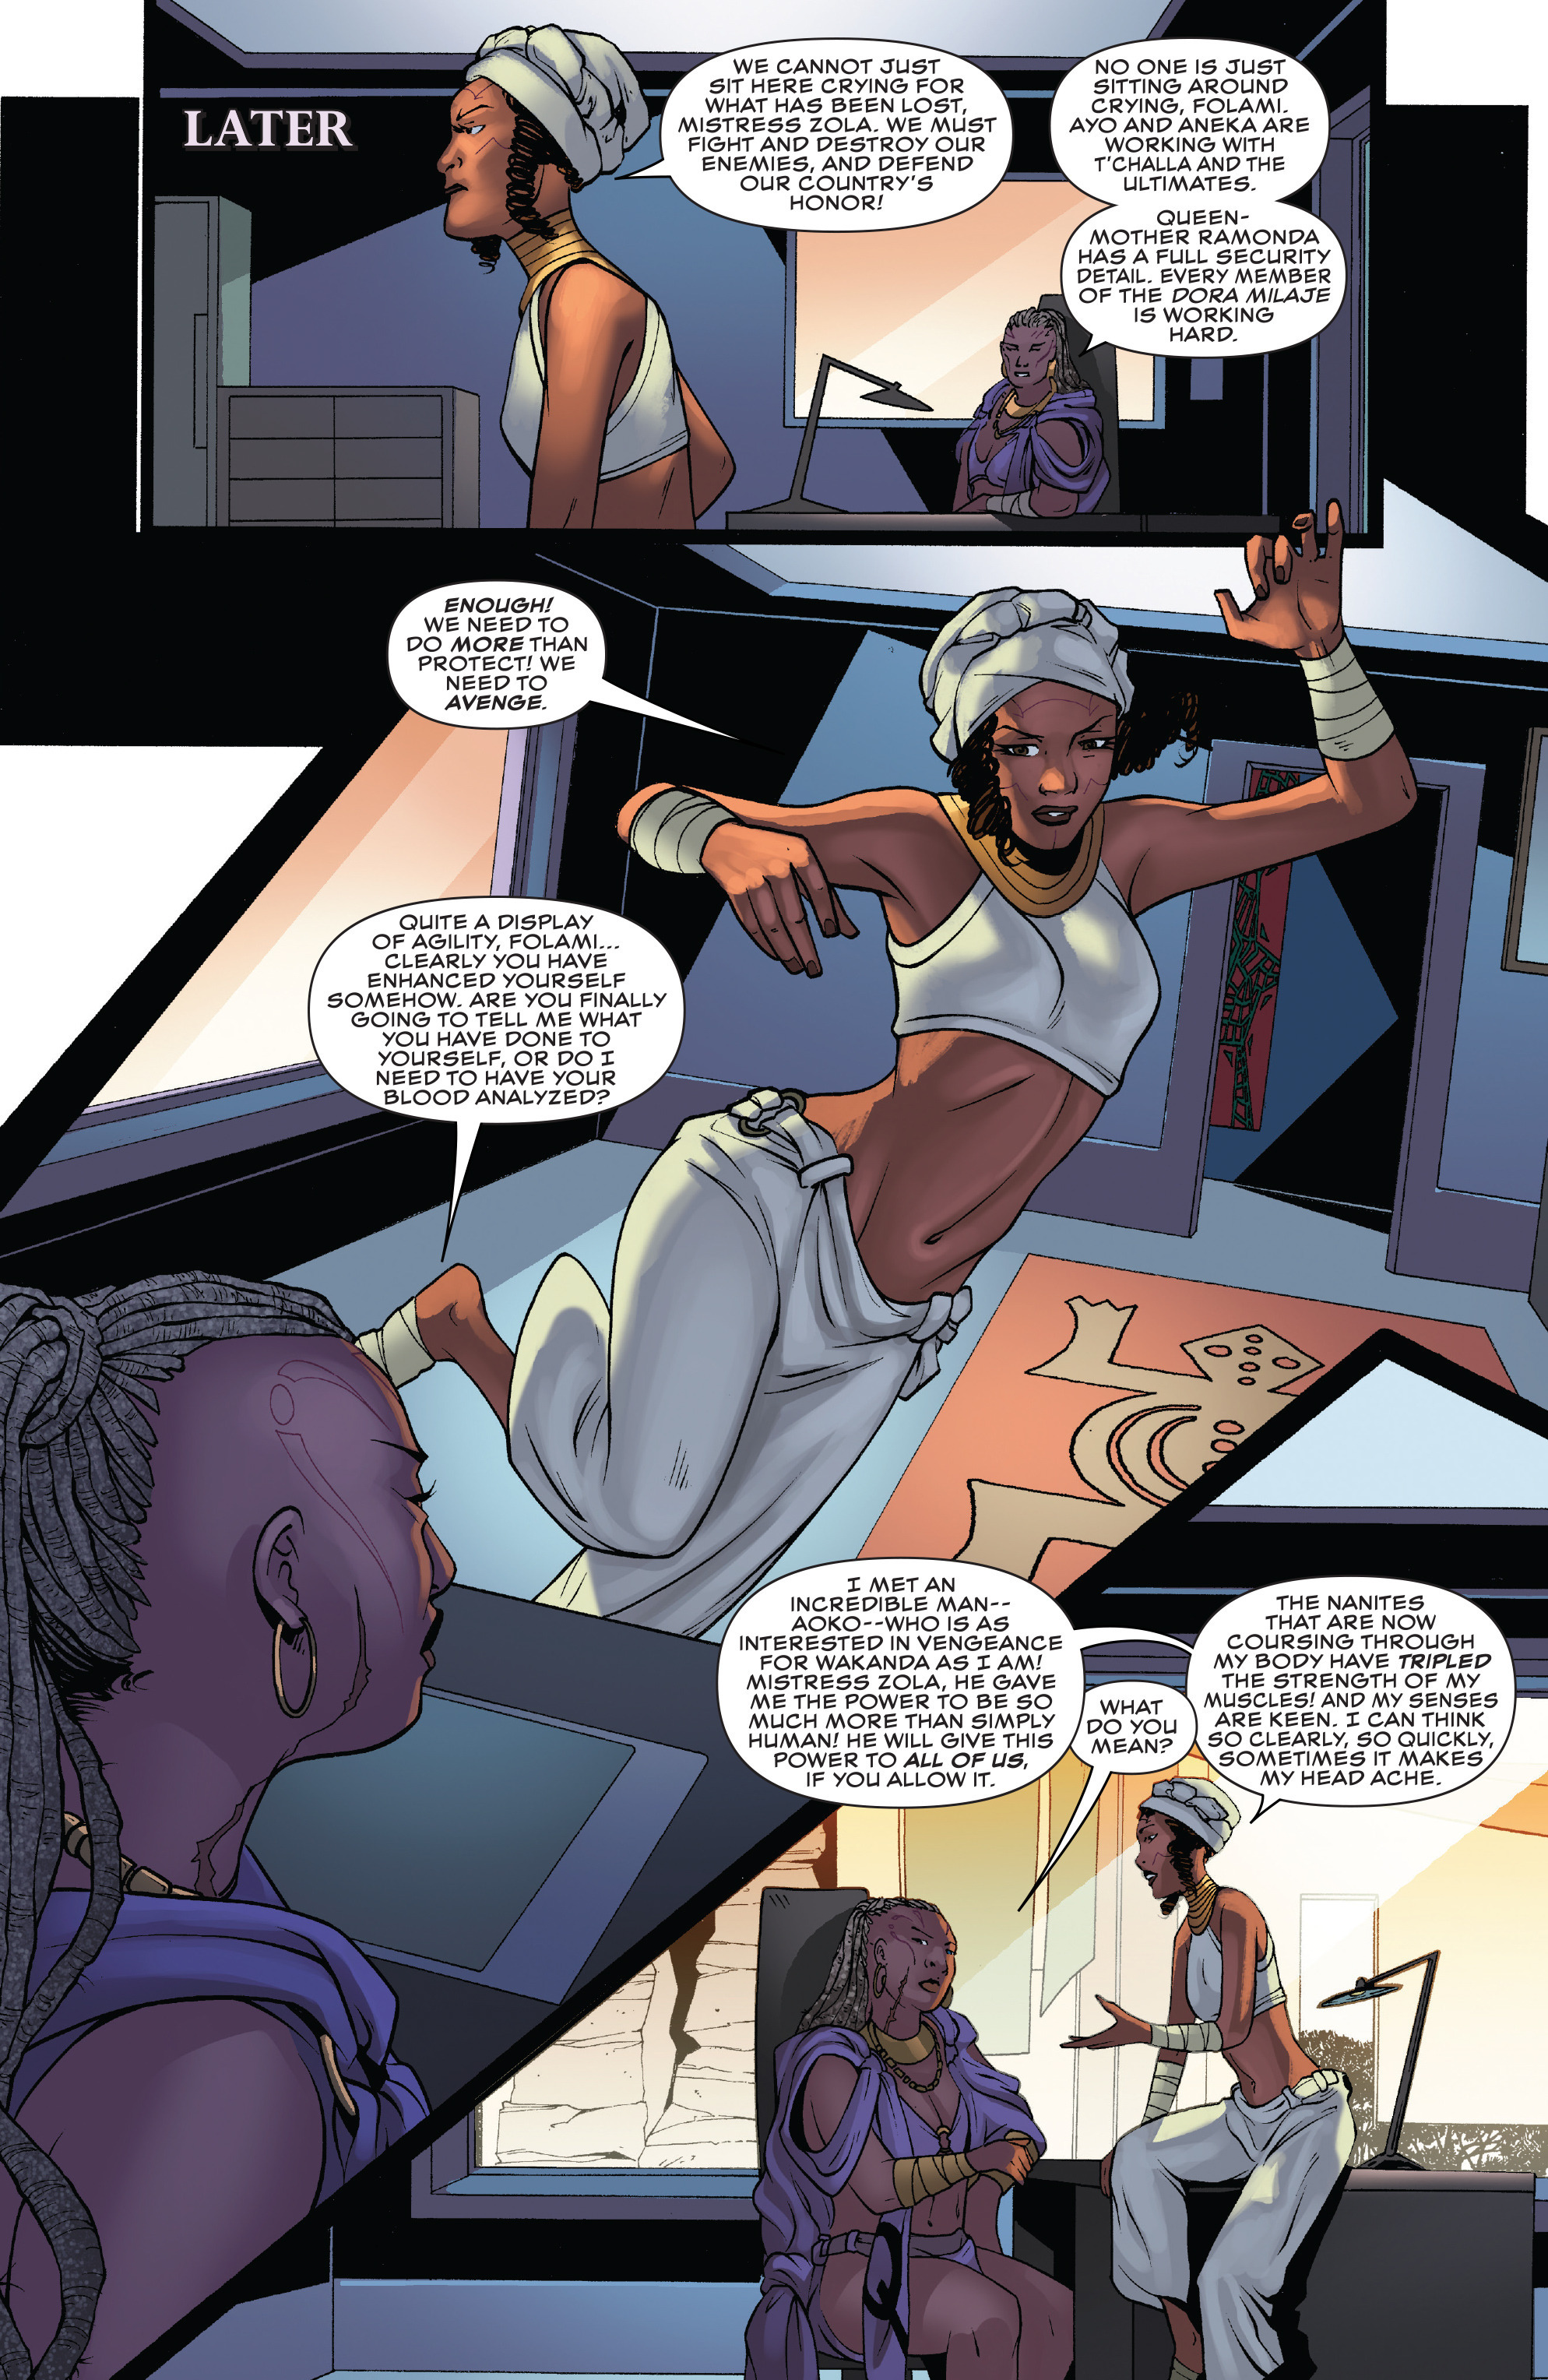 LATER
WE CANNOT JUST
SIT HERE CRYING FOR
WHAT HAS BEEN LOST,
MISTRESS ZOLA. WE MUST
FIGHT AND DESTROY OUR
ENEMIES, AND DEFEND
OUR COUNTRY'S
HONOR!
NO ONE IS JUST
SITTING AROUND
CRYING, FOLAMI.
AYO AND ANEKA ARE
WORKING WITH
T'CHALLA AND THE
ULTIMATES.
QUEEN-
MOTHER RAMONDA
HAS A FULL SECURITY
DETAIL. EVERY MEMBER
OF THE DORA MILAJE
IS WORKING
HARD.
ENOUGH!
WE NEED TO
DO MORE THAN
PROTECT! WE
NEED TO
AVENGE.
QUITE A DISPLAY
OF AGILITY, FOLAMI...
CLEARLY YOU HAVE
ENHANCED YOURSELF
SOMEHOW. ARE YOU FINALLY
GOING TO TELL ME WHAT
YOU HAVE DONE TO
YOURSELF, OR DO I
NEED TO HAVE YOUR
BLOOD ANALYZED?
I MET AN
INCREDIBLE MAN--
AOKO--WHO IS AS
INTERESTED IN VENGEANCE
FOR WAKANDA AS I AM!
MISTRESS ZOLA, HE GAVE
ME THE POWER TO BE SO
MUCH MORE THAN SIMPLY
HUMAN! HE WILL GIVE THIS
POWER TO ALL OF US,
IF YOU ALLOW IT.
WHAT
DO YOU
MEAN?
THE NANITES
THAT ARE NOW
COURSING THROUGH
MY BODY HAVE TRIPLED
THE STRENGTH OF MY
MUSCLES! AND MY SENSES
ARE KEEN. I CAN THINK
SO CLEARLY, SO QUICKLY,
SOMETIMES IT MAKES
MY HEAD ACHE.